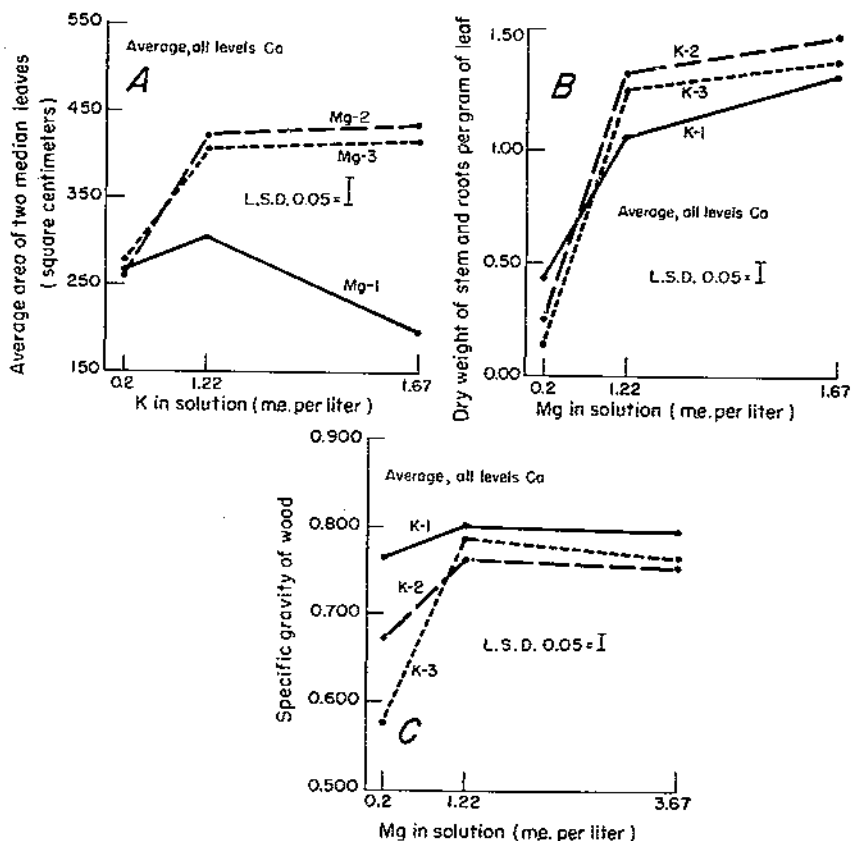 Average area of two median leaves
( square centimeters)
550
450
350
250
150
Average, all levels Ca
A
Mg-2
Mg-3
L.S.D. 0.05=
Mg-1
0.2
1.22
1.67
K in solution (me. per liter)
Dry weight of stem and roots per gram of leaf
1.50
1.00
0.50
0.00
B
K-2
K-3
K-1
Average, all levels Ca
L.S.D. 0.05=
0.2
1.22
1.67
Mg in solution (me. per liter)
Specific gravity of wood
0.900
0.800
0.700
0.600
0.500
Average, all levels Ca
K-1
K-2
K-3
L.S.D. 0.05=
C
0.2
1.22
3.67
Mg in solution (me. per liter)